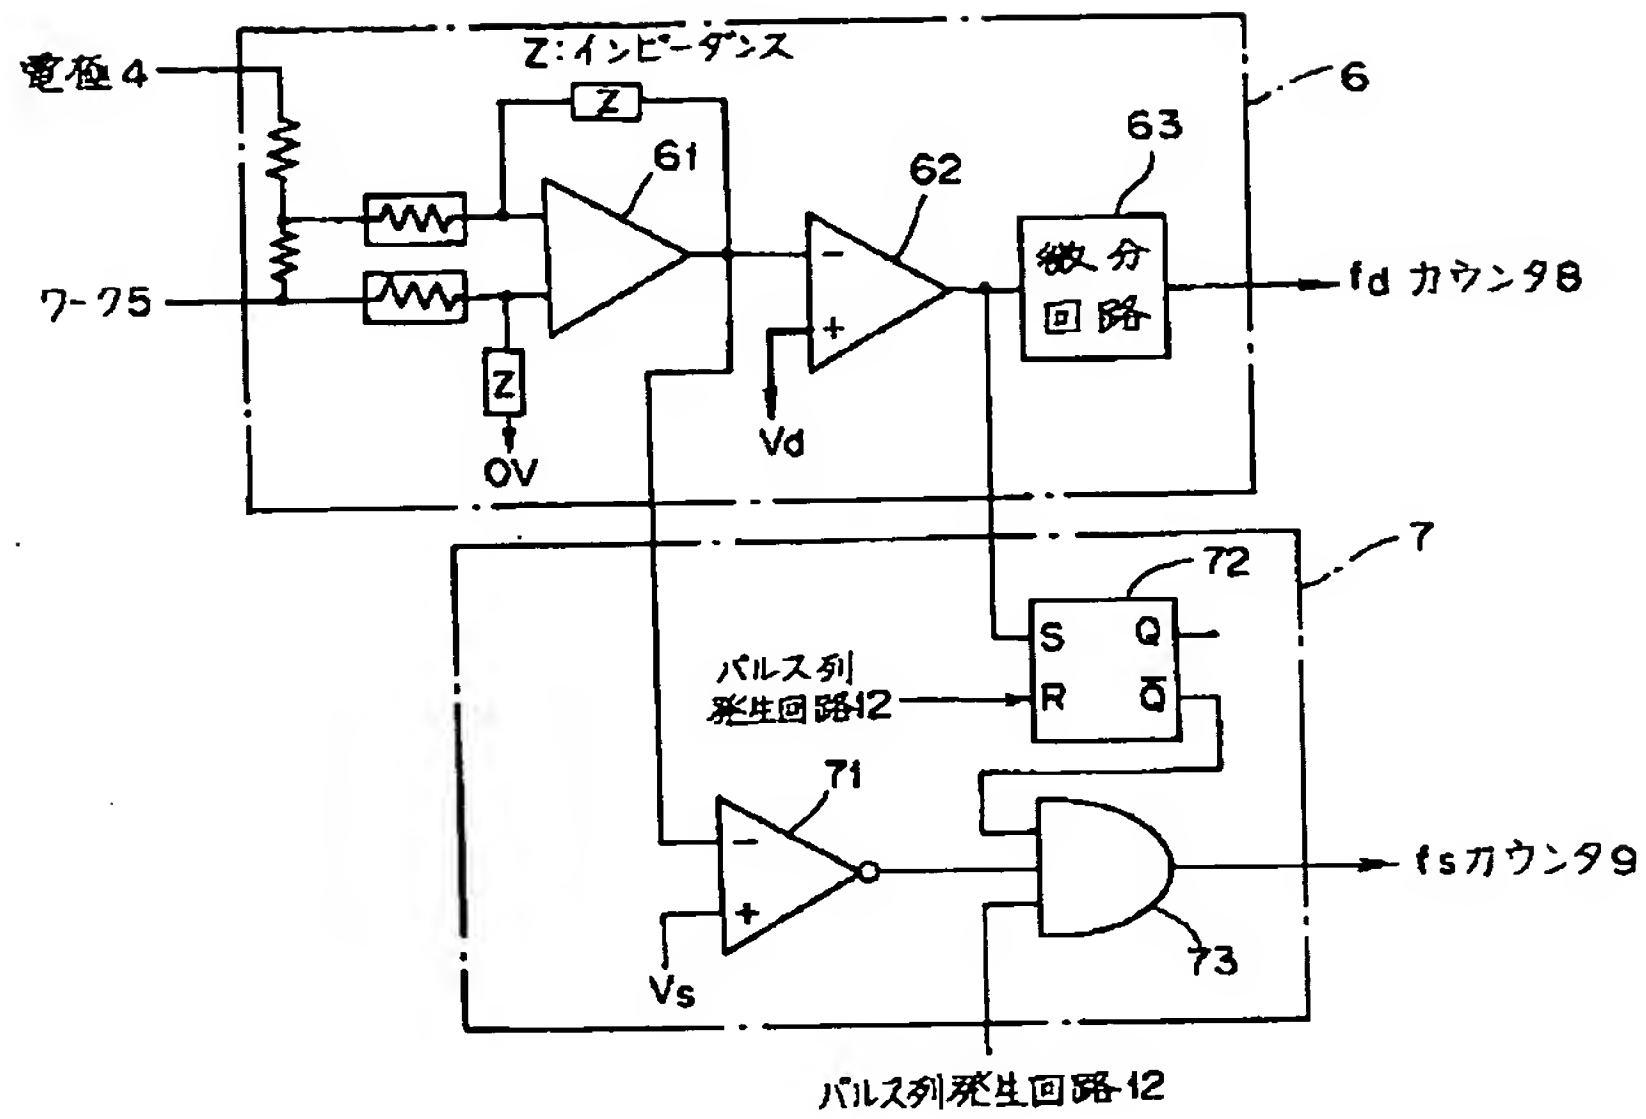 Z:インピーダンス
電極4
Z
6
61
62
63
微分
回路
ワーク5
fd カウンタ8
Z
Vd
0V
7
72
S
Q
パルス列
発生回路12
R
Q̅
71
fsカウンタ9
Vs
73
パルス列発生回路12
−
+
−
+